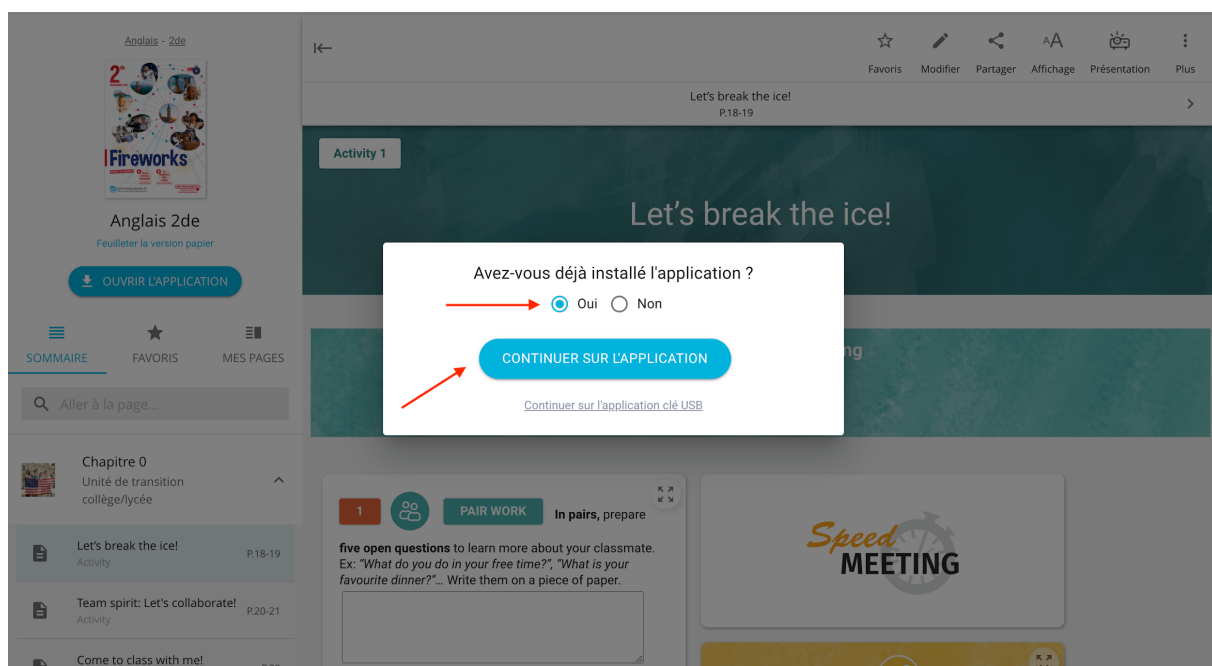 Anglais - 2de
2de
Fireworks
Anglais 2de
Feuilleter la version papier
OUVRIR L'APPLICATION
SOMMAIRE
FAVORIS
MES PAGES
Aller à la page...
Chapitre 0
Unité de transition
collège/lycée
Let's break the ice!
P.18-19
Activity
Team spirit: Let's collaborate!
P.20-21
Activity
Come to class with me!
Favoris
Modifier
Partager
AA
Affichage
Présentation
Plus
Let's break the ice!
P.18-19
Activity 1
Let's break the ice!
Avez-vous déjà installé l'application ?
Oui
Non
CONTINUER SUR L'APPLICATION
Continuer sur l'application clé USB
ng
1
PAIR WORK
In pairs, prepare
five open questions to learn more about your classmate.
Ex: "What do you do in your free time?", "What is your
favourite dinner?"... Write them on a piece of paper.
Speed
MEETING